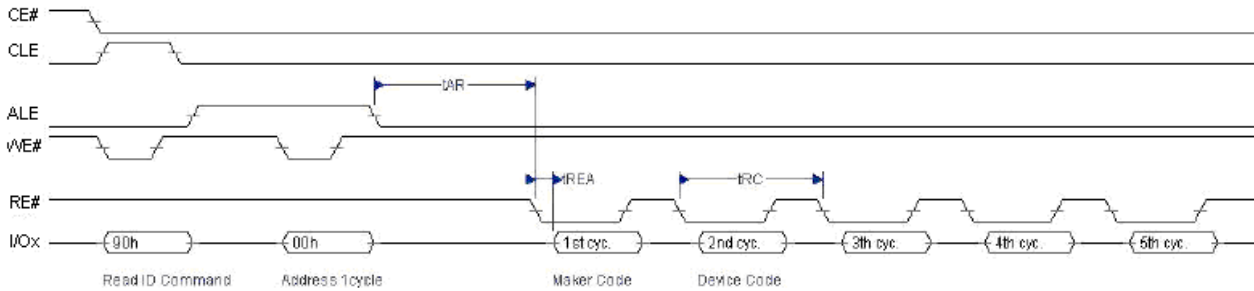 CE#
CLE
tAR
ALE
WE#
tREA
tRC
RE#
I/Ox 90h 00h 1st cyc. 2nd cyc. 3th cyc. 4th cyc. 5th cyc.
Read ID Command Address 1cycle Maker Code Device Code